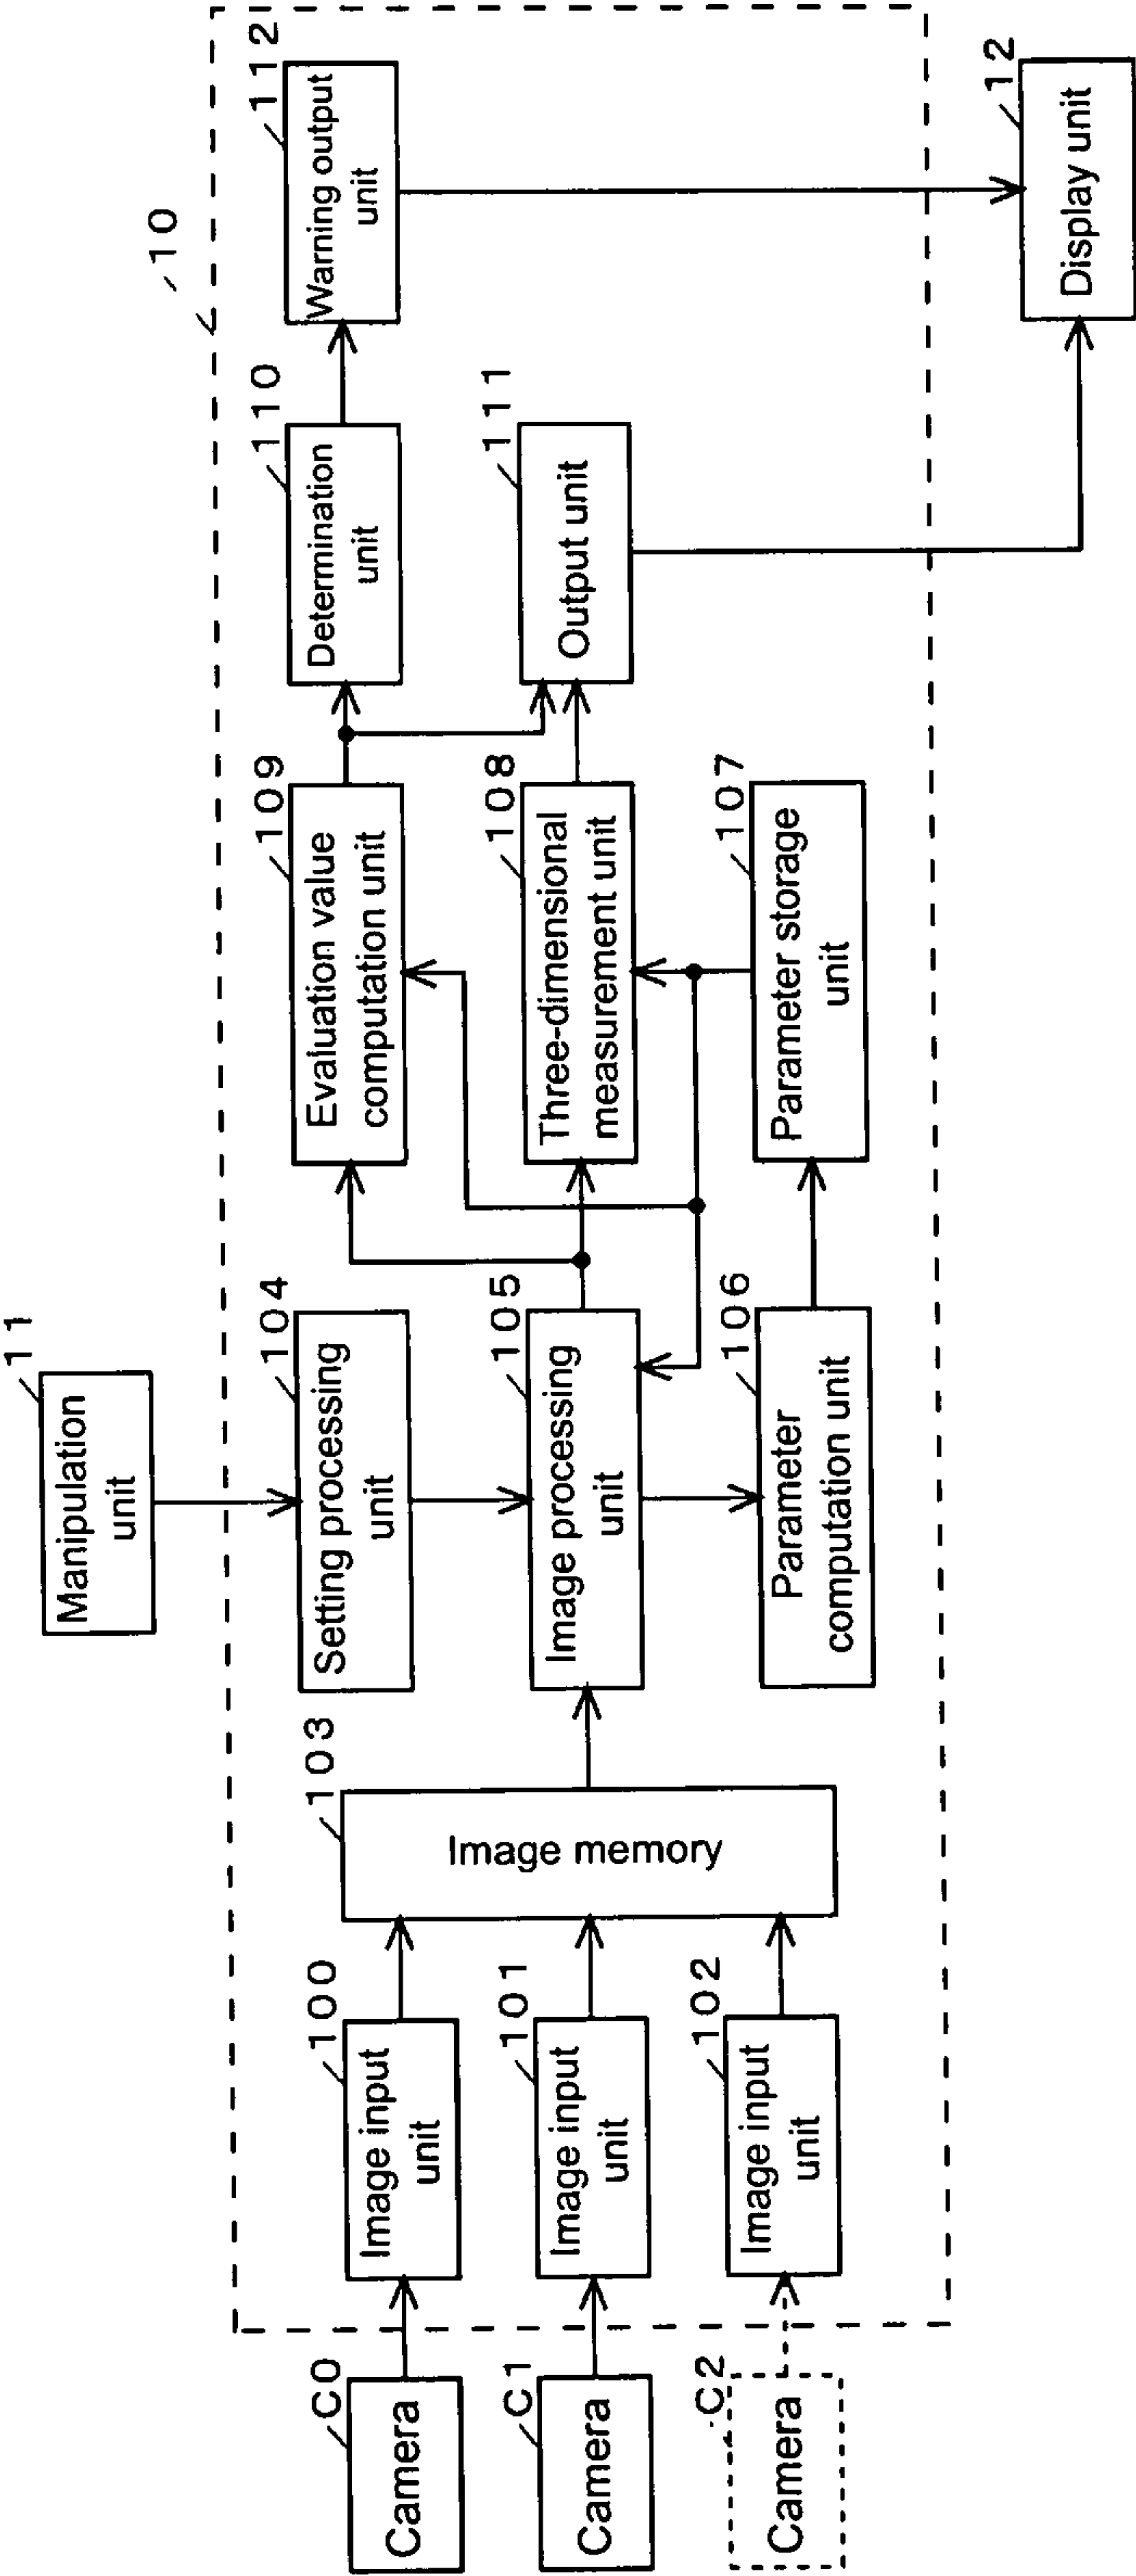 11
Manipulation
unit
10
C0
Camera
C1
Camera
C2
Camera
100
Image input
unit
101
Image input
unit
102
Image input
unit
103
Image memory
104
Setting processing
unit
105
Image processing
unit
106
Parameter
computation unit
109
Evaluation value
computation unit
108
Three-dimensional
measurement unit
107
Parameter storage
unit
110
Determination
unit
111
Output unit
112
Warning output
unit
12
Display unit